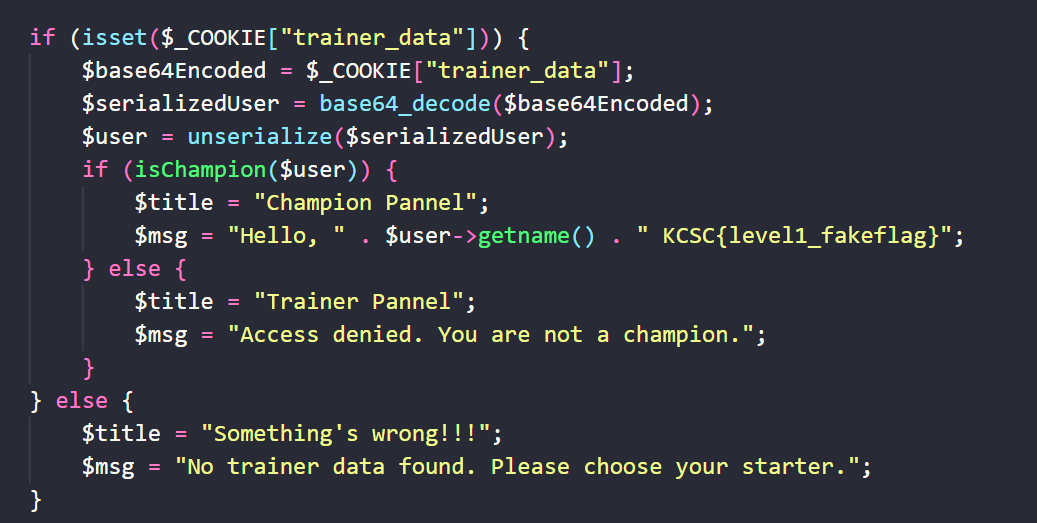 if (isset($_COOKIE["trainer_data"])) {
    $base64Encoded = $_COOKIE["trainer_data"];
    $serializedUser = base64_decode($base64Encoded);
    $user = unserialize($serializedUser);
    if (isChampion($user)) {
        $title = "Champion Pannel";
        $msg = "Hello, " . $user->getname() . " KCSC{level1_fakeflag}";
    } else {
        $title = "Trainer Pannel";
        $msg = "Access denied. You are not a champion.";
    }
} else {
    $title = "Something's wrong!!!";
    $msg = "No trainer data found. Please choose your starter.";
}